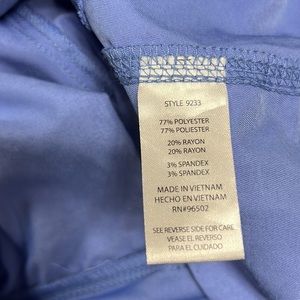 STYLE 9233
77% POLYESTER
77% POLIESTER
20% RAYON
20% RAYON
3% SPANDEX
3% SPANDEX
MADE IN VIETNAM
HECHO EN VIETNAM
RN#96502
SEE REVERSE SIDE FOR CARE
VEASE EL REVERSO
PARA EL CUIDADO